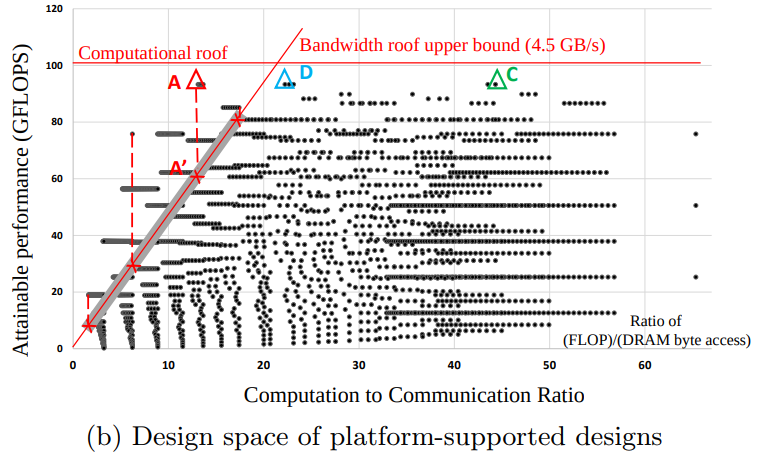 120
100
80
60
40
20
0
0
10
20
30
40
50
60
Attainable performance (GFLOPS)
Computational roof
Bandwidth roof upper bound (4.5 GB/s)
A
D
C
A’
Ratio of
(FLOP)/(DRAM byte access)
Computation to Communication Ratio
(b) Design space of platform-supported designs